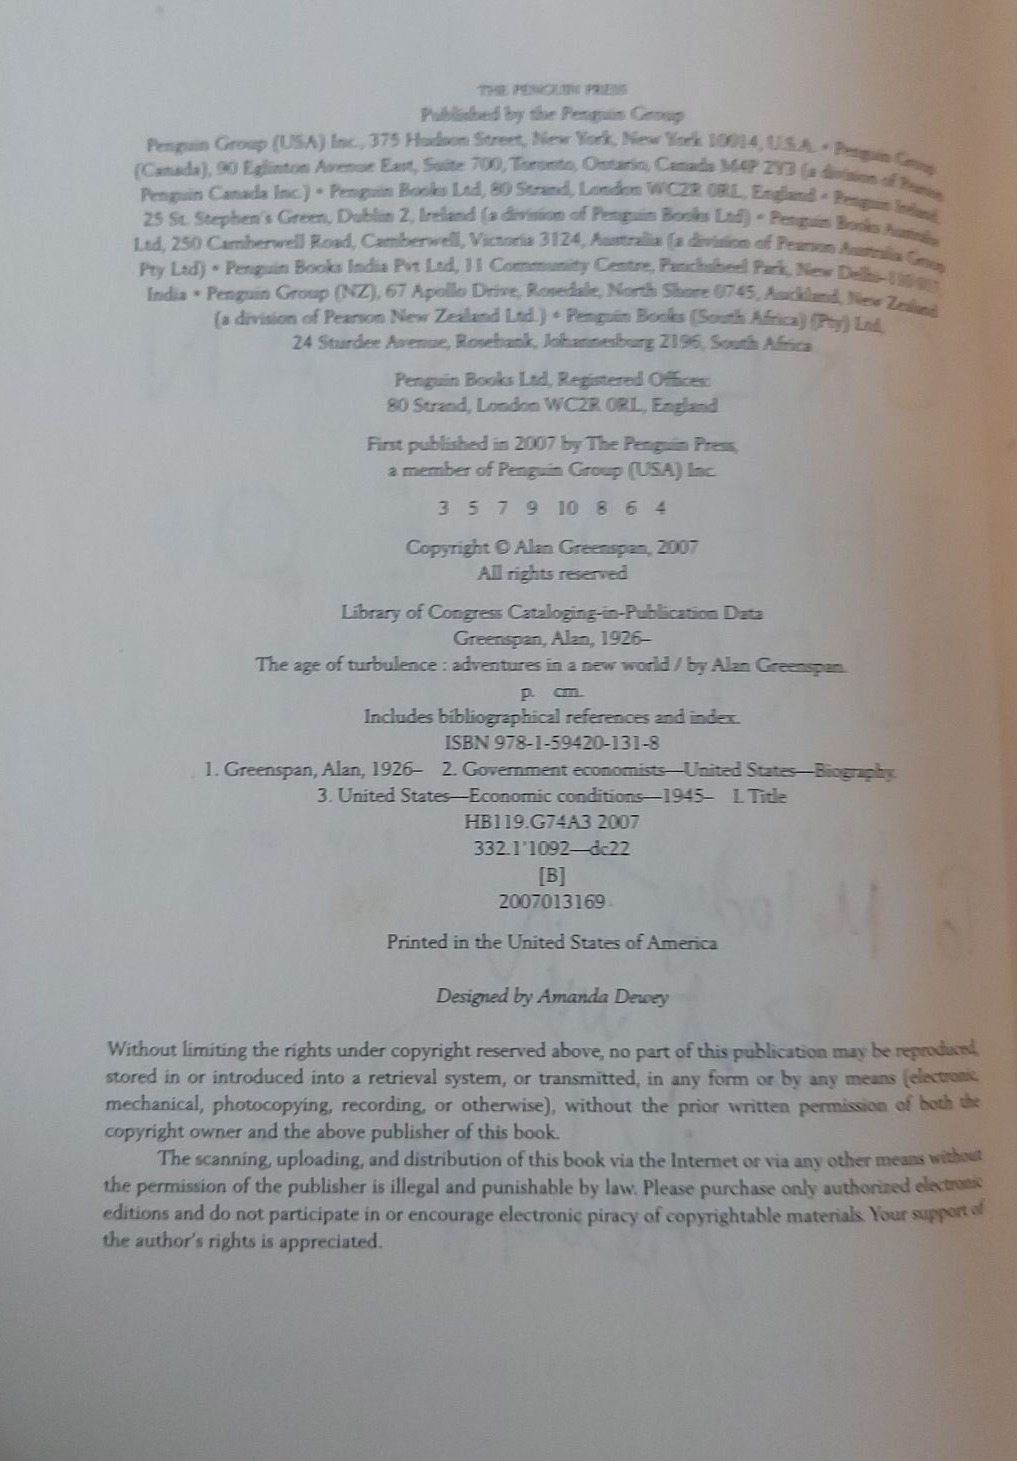 THE PENGUIN PRESS
Published by the Penguin Group
Penguin Group (USA) Inc., 375 Hudson Street, New York, New York 10014, U.S.A. • Penguin Group
(Canada), 90 Eglinton Avenue East, Suite 700, Toronto, Ontario, Canada M4P 2Y3 (a division of Pearson
Penguin Canada Inc.) • Penguin Books Ltd, 80 Strand, London WC2R 0RL, England • Penguin Ireland,
25 St. Stephen's Green, Dublin 2, Ireland (a division of Penguin Books Ltd) • Penguin Books Australia
Ltd, 250 Camberwell Road, Camberwell, Victoria 3124, Australia (a division of Pearson Australia Group
Pty Ltd) • Penguin Books India Pvt Ltd, 11 Community Centre, Panchsheel Park, New Delhi–110 017,
India • Penguin Group (NZ), 67 Apollo Drive, Rosedale, North Shore 0745, Auckland, New Zealand
(a division of Pearson New Zealand Ltd.) • Penguin Books (South Africa) (Pty) Ltd,
24 Sturdee Avenue, Rosebank, Johannesburg 2196, South Africa
Penguin Books Ltd, Registered Offices:
80 Strand, London WC2R 0RL, England
First published in 2007 by The Penguin Press,
a member of Penguin Group (USA) Inc.
3 5 7 9 10 8 6 4
Copyright © Alan Greenspan, 2007
All rights reserved
Library of Congress Cataloging-in-Publication Data
Greenspan, Alan, 1926–
The age of turbulence : adventures in a new world / by Alan Greenspan.
p. cm.
Includes bibliographical references and index.
ISBN 978-1-59420-131-8
1. Greenspan, Alan, 1926– 2. Government economists—United States—Biography.
3. United States—Economic conditions—1945– I. Title
HB119.G74A3 2007
332.1'1092—dc22
[B]
2007013169
Printed in the United States of America
Designed by Amanda Dewey
Without limiting the rights under copyright reserved above, no part of this publication may be reproduced,
stored in or introduced into a retrieval system, or transmitted, in any form or by any means (electronic,
mechanical, photocopying, recording, or otherwise), without the prior written permission of both the
copyright owner and the above publisher of this book.
The scanning, uploading, and distribution of this book via the Internet or via any other means without
the permission of the publisher is illegal and punishable by law. Please purchase only authorized electronic
editions and do not participate in or encourage electronic piracy of copyrightable materials. Your support of
the author's rights is appreciated.